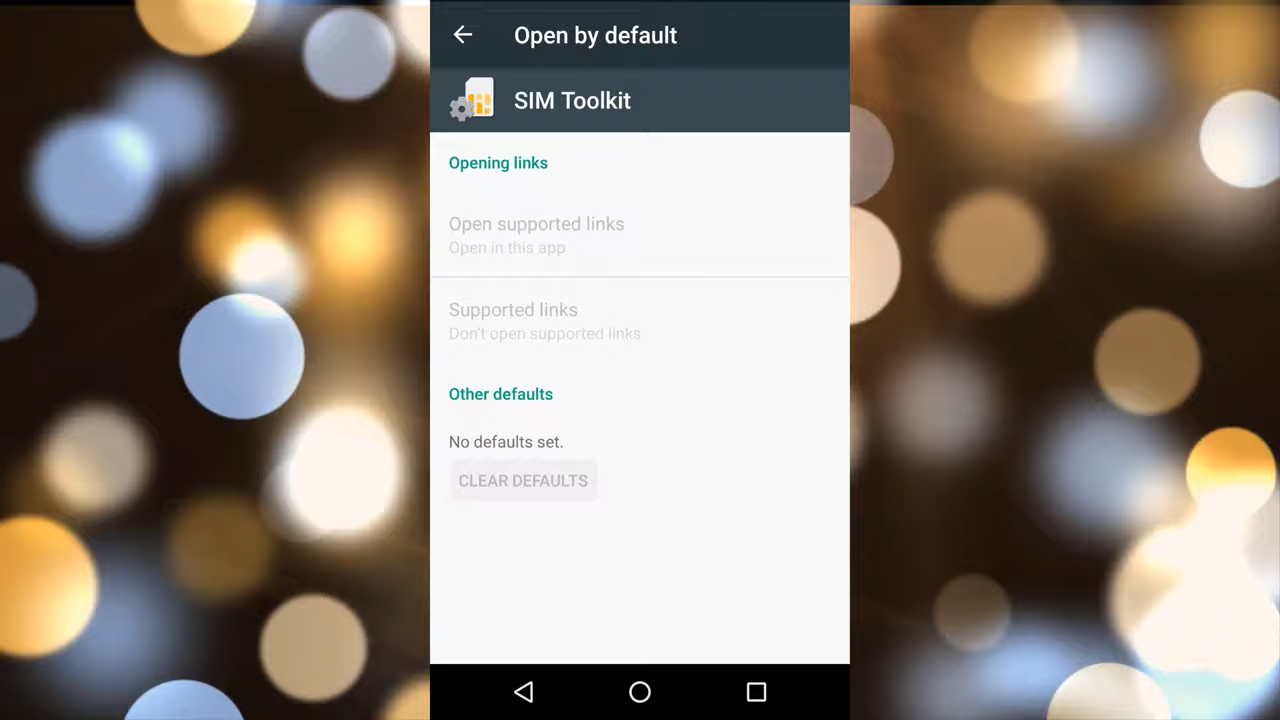 Open by default
SIM Toolkit
Opening links
Open supported links
Open in this app
Supported links
Don't open supported links
Other defaults
No defaults set.
CLEAR DEFAULTS